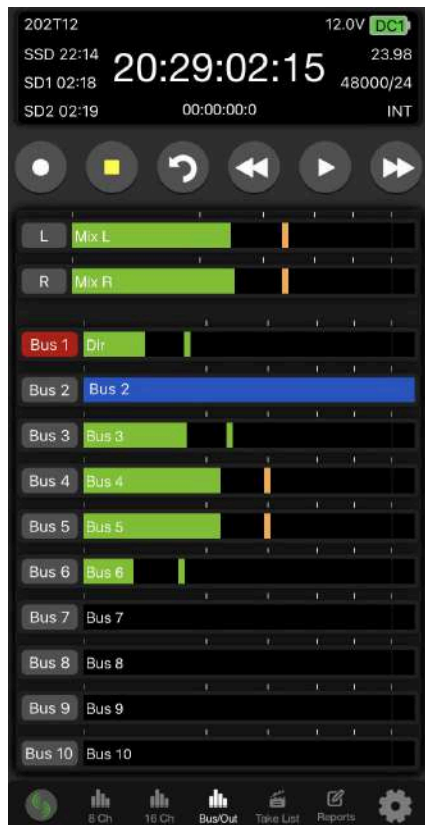 202T12 12.0V DC1
SSD 22:14 20:29:02:15 23.98
SD1 02:18 48000/24
SD2 02:19 00:00:00:0 INT
L Mix L
R Mix R
Bus 1 Dir
Bus 2 Bus 2
Bus 3 Bus 3
Bus 4 Bus 4
Bus 5 Bus 5
Bus 6 Bus 6
Bus 7 Bus 7
Bus 8 Bus 8
Bus 9 Bus 9
Bus 10 Bus 10
8 Ch 16 Ch Bus/Out Take List Reports